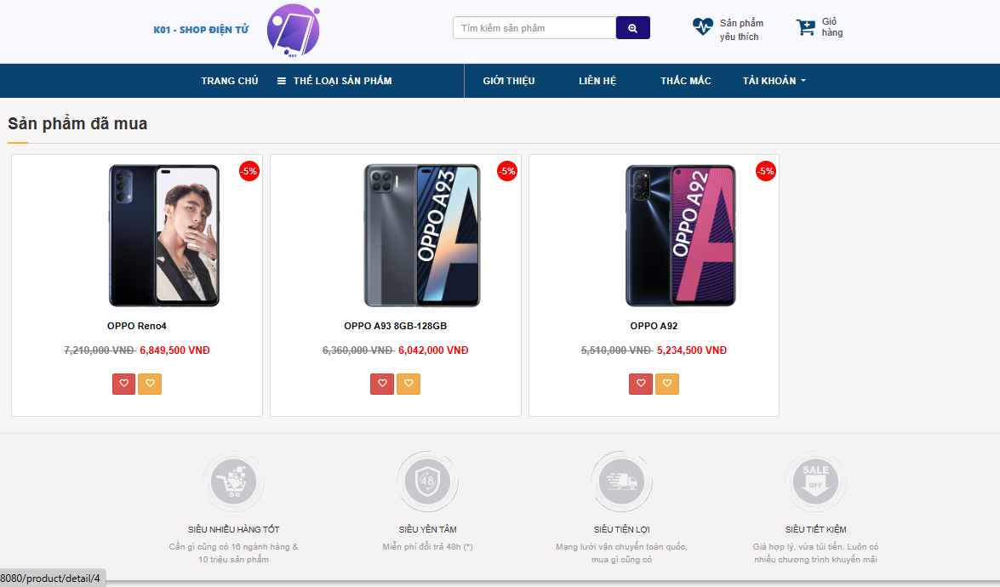 K01 - SHOP ĐIỆN TỬ
K01
Tìm kiếm sản phẩm
Sản phẩm
yêu thích
Giỏ
hàng
TRANG CHỦ
THỂ LOẠI SẢN PHẨM
GIỚI THIỆU
LIÊN HỆ
THẮC MẮC
TÀI KHOẢN
Sản phẩm đã mua
-5%
-5%
-5%
OPPO A93
OPPO A92
OPPO Reno4
OPPO A93 8GB-128GB
OPPO A92
7,210,000 VNĐ 6,849,500 VNĐ
6,360,000 VNĐ 6,042,000 VNĐ
5,510,000 VNĐ 5,234,500 VNĐ
48
SALE
OFF
SIÊU NHIỀU HÀNG TỐT
SIÊU YÊN TÂM
SIÊU TIỆN LỢI
SIÊU TIẾT KIỆM
Cần gì cũng có 16 ngành hàng &
10 triệu sản phẩm
Miễn phí đổi trả 48h (*)
Mạng lưới vận chuyển toàn quốc,
mua gì cũng có
Giá hợp lý, vừa túi tiền. Luôn có
nhiều chương trình khuyến mãi
8080/product/detail/4